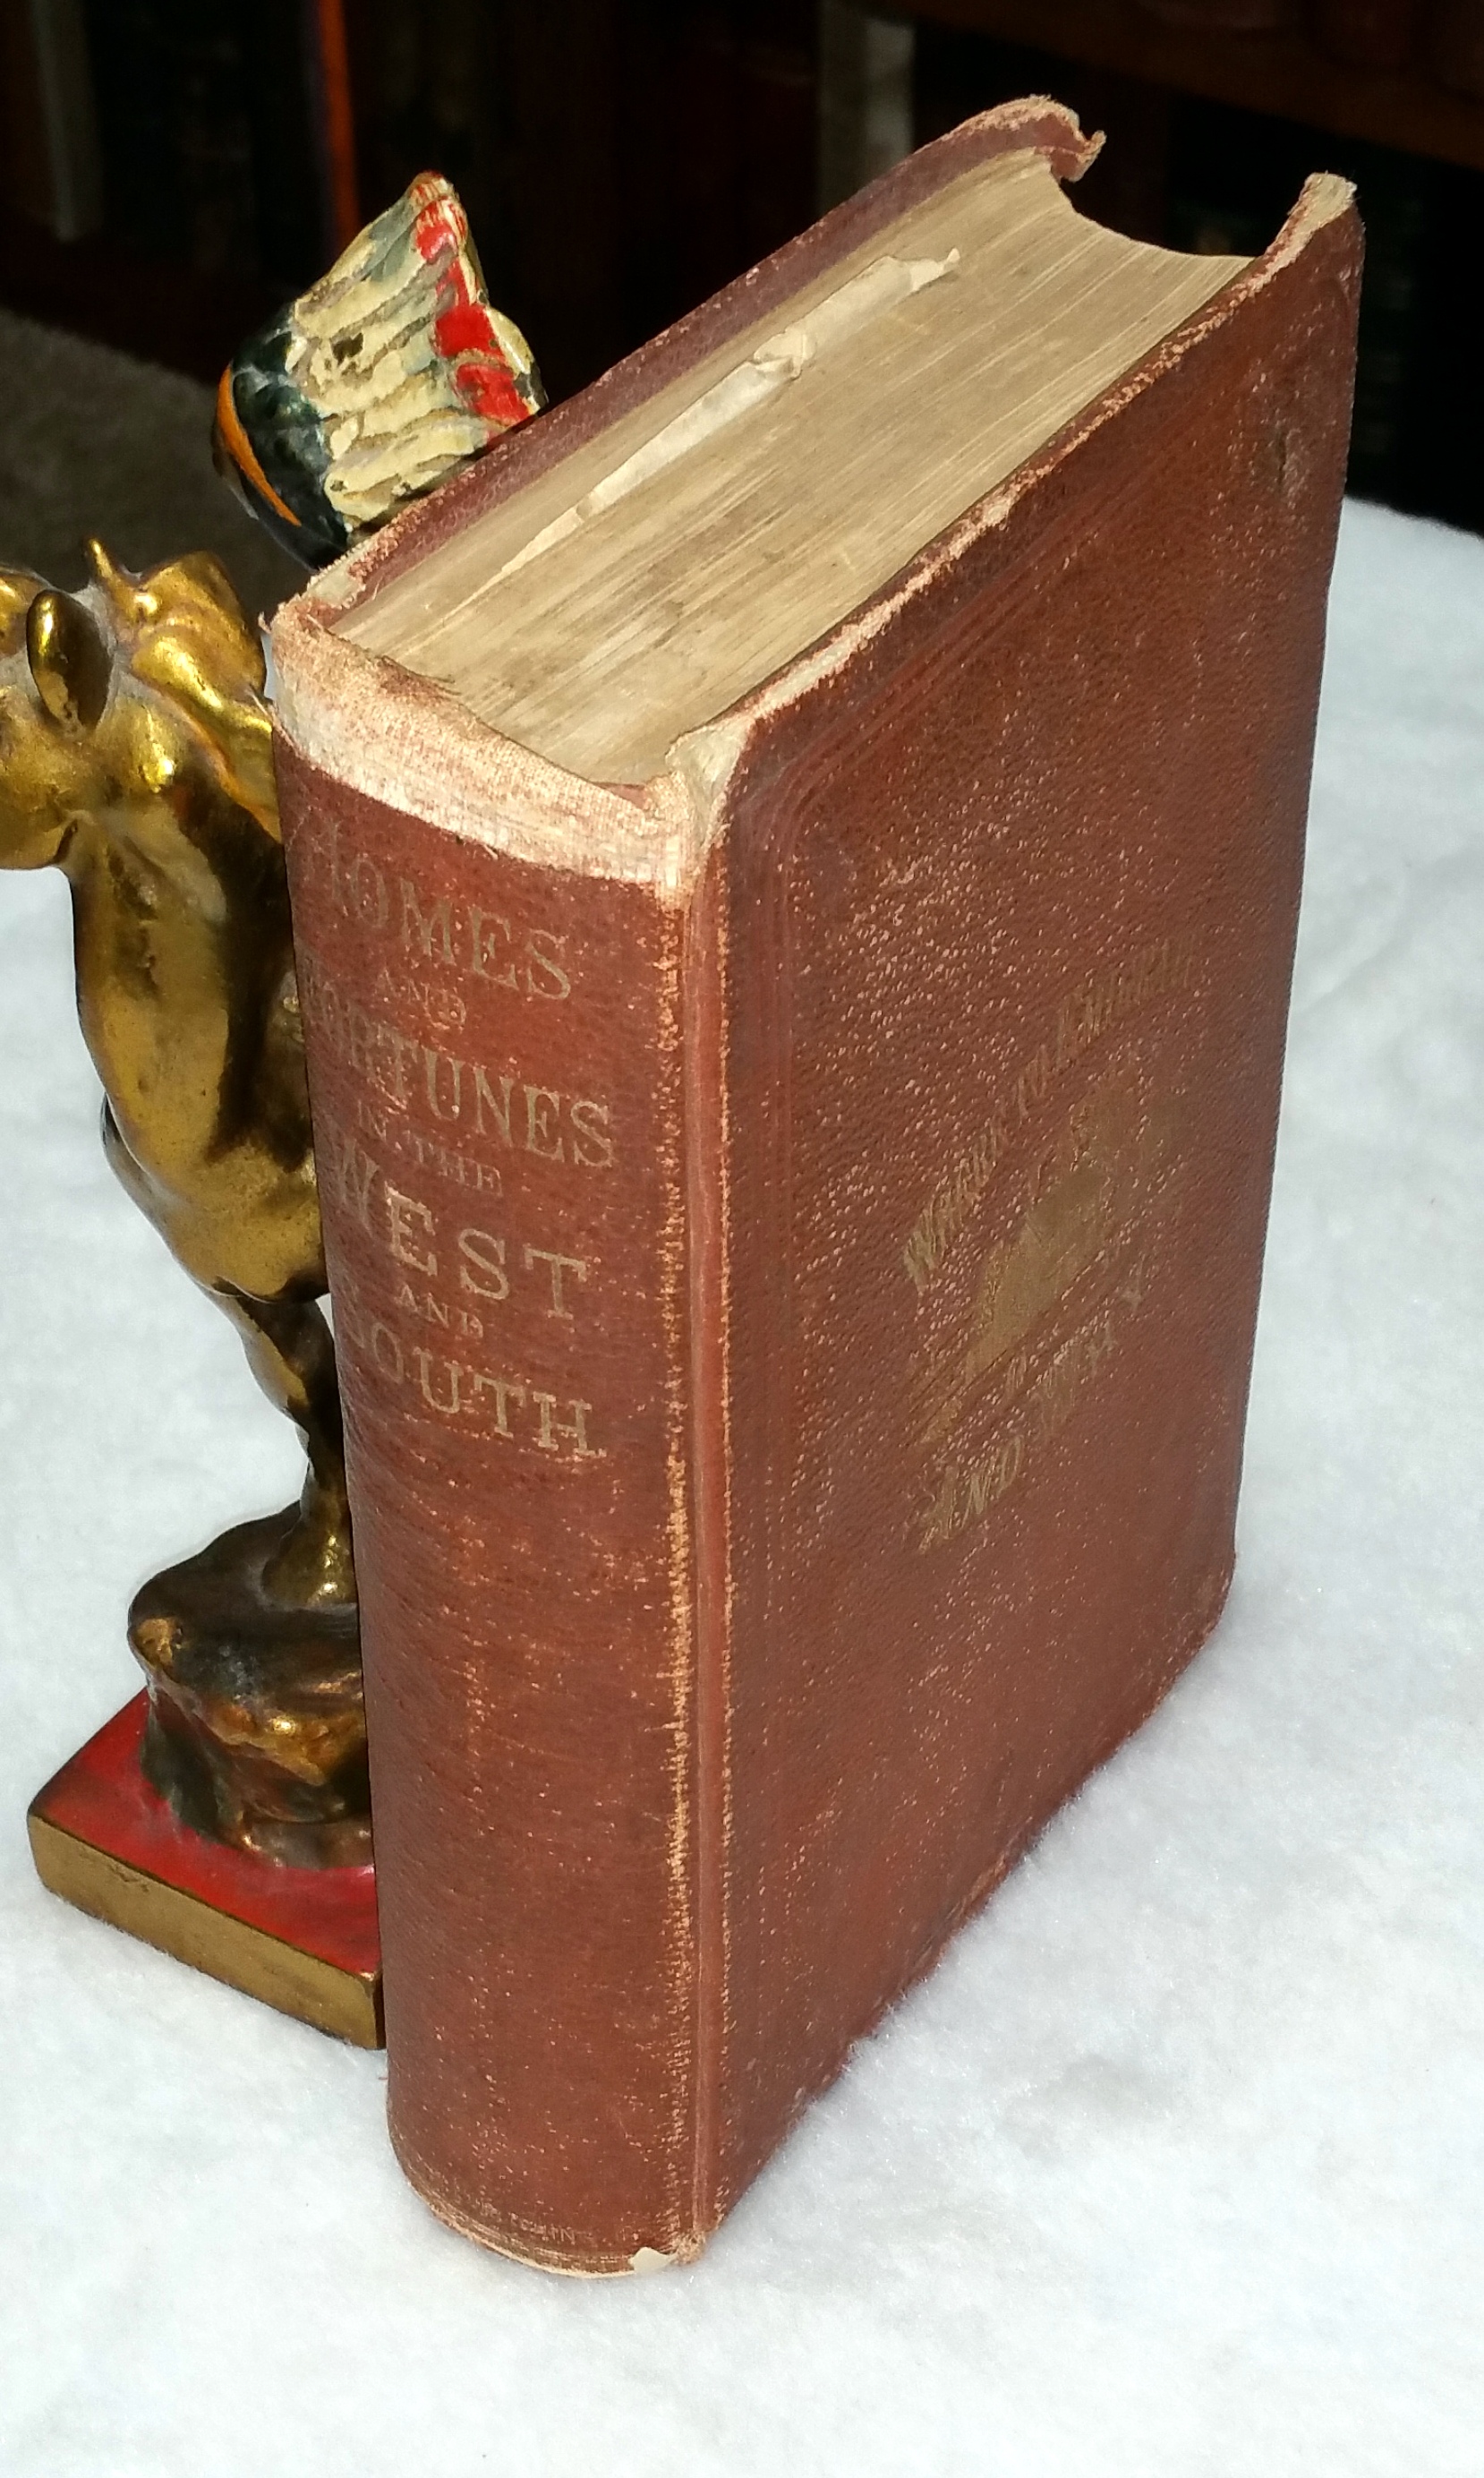 HOMES
AND
FORTUNES
IN THE
WEST
AND
SOUTH
WHERE TO EMIGRATE
AND WHY